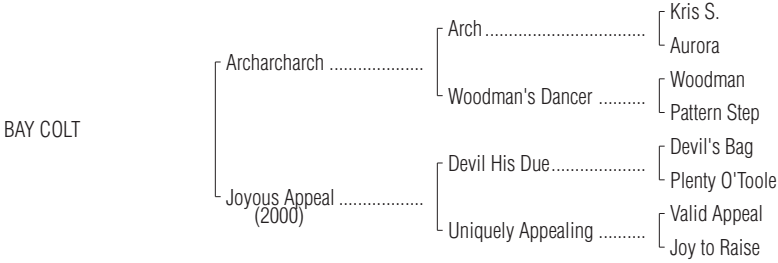 Kris S.
Arch ................................
Aurora
Archarcharch ....................
Woodman
Woodman's Dancer ..........
Pattern Step
BAY COLT
Devil's Bag
Devil His Due....................
Plenty O'Toole
Joyous Appeal ..................
(2000)
Valid Appeal
Uniquely Appealing ..........
Joy to Raise